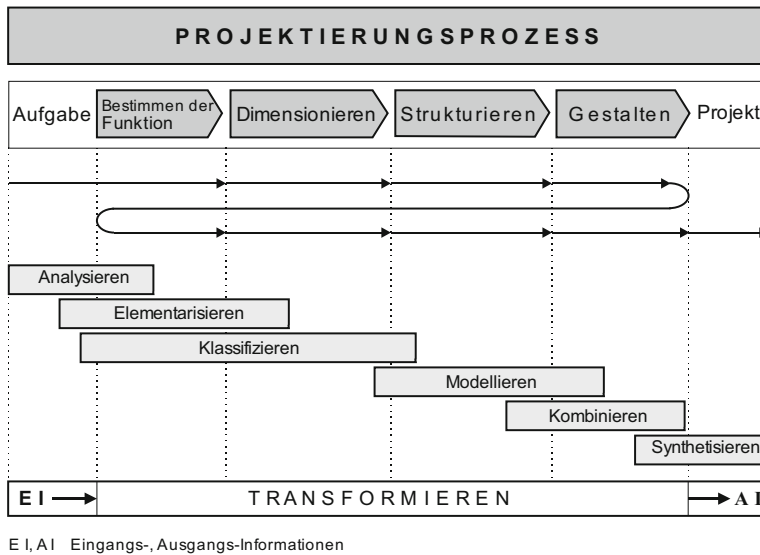 PROJEKTIERUNGSPROZESS
Aufgabe
Bestimmen der
Funktion
Dimensionieren
Strukturieren
Gestalten
Projekt
Analysieren
Elementarisieren
Klassifizieren
Modellieren
Kombinieren
Synthetisieren
EI
TRANSFORMIEREN
AI
E I, A I Eingangs-, Ausgangs-Informationen